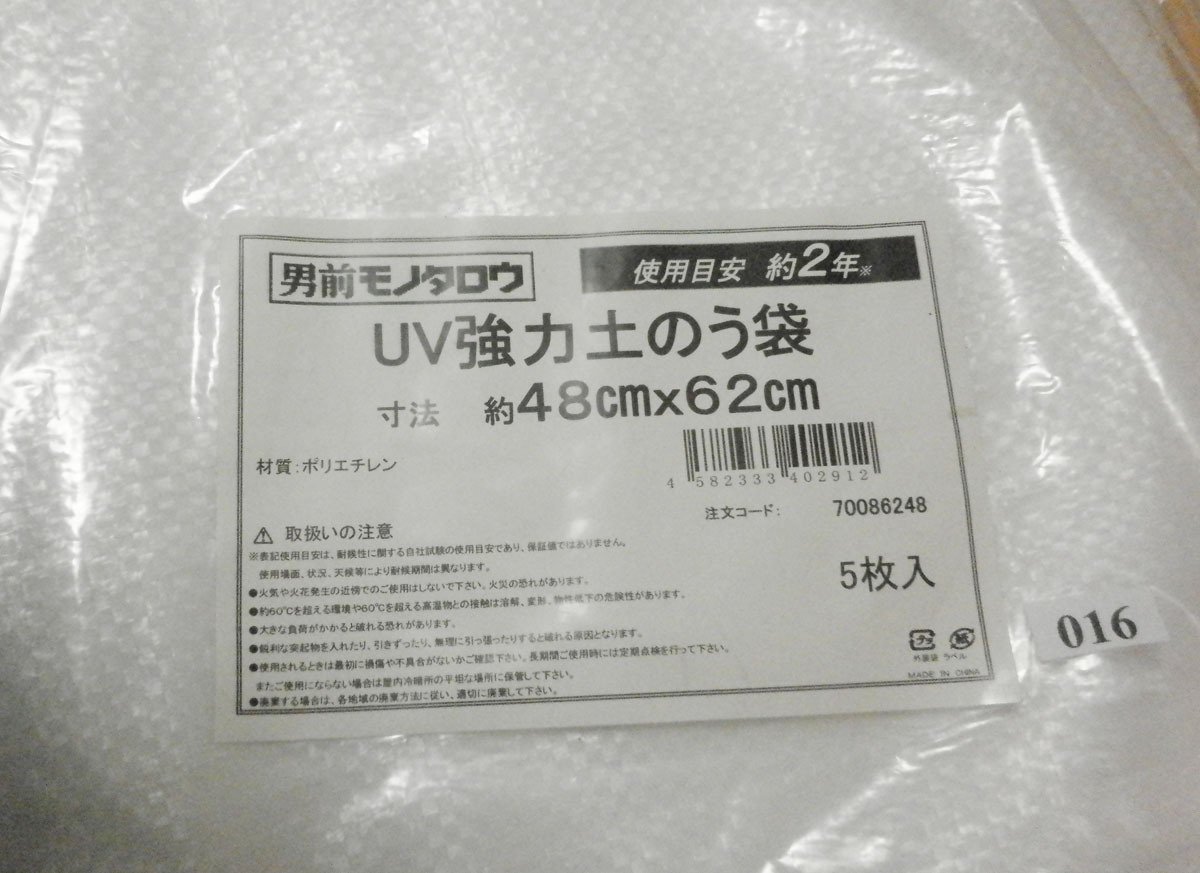 男前モノタロウ
使用目安 約2年※
UV強力土のう袋
寸法 約48cmx62cm
材質:ポリエチレン
4 582333 402912
注文コード: 70086248
⚠ 取扱いの注意
※表記使用目安は、耐候性に関する自社試験の使用目安であり、保証値ではありません。
使用場面、状況、天候等により耐候期間は異なります。
●火気や火花発生の近傍でのご使用はしないで下さい。火災の恐れがあります。
●約60℃を超える環境や60℃を超える高温物との接触は溶解、変形、物性低下の危険性があります。
●大きな負荷がかかると破れる恐れがあります。
●鋭利な突起物を入れたり、引きずったり、無理に引っ張ったりすると破れる原因となります。
●使用されるときは最初に損傷や不具合がないかご確認下さい。長期間ご使用時には定期点検を行って下さい。
またご使用にならない場合は屋内冷暗所の平坦な場所に保管して下さい。
●廃棄する場合は、各地域の廃棄方法に従い、適切に廃棄して下さい。
5枚入
プラ 紙
外装袋 ラベル
MADE IN CHINA
016